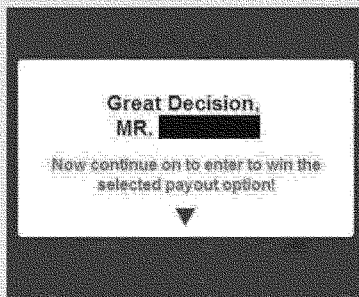 Great Decision,
MR.
Now continue on to enter to win the
selected payout option!